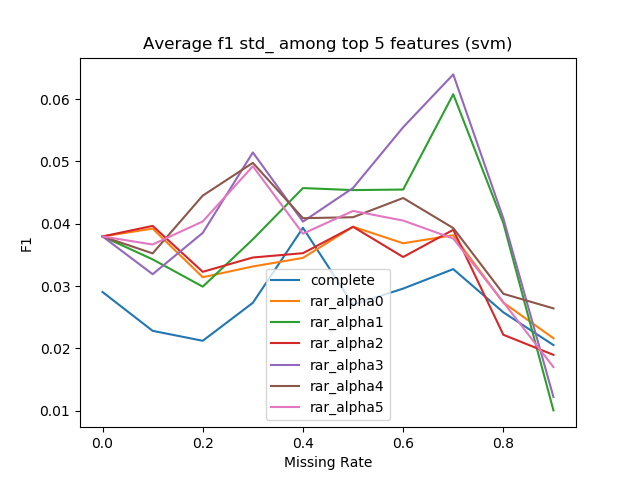 Average f1 std_ among top 5 features (svm)
F1
0.06
0.05
0.04
0.03
0.02
0.01
complete
rar_alpha0
rar_alpha1
rar_alpha2
rar_alpha3
rar_alpha4
rar_alpha5
0.0 0.2 0.4 0.6 0.8
Missing Rate